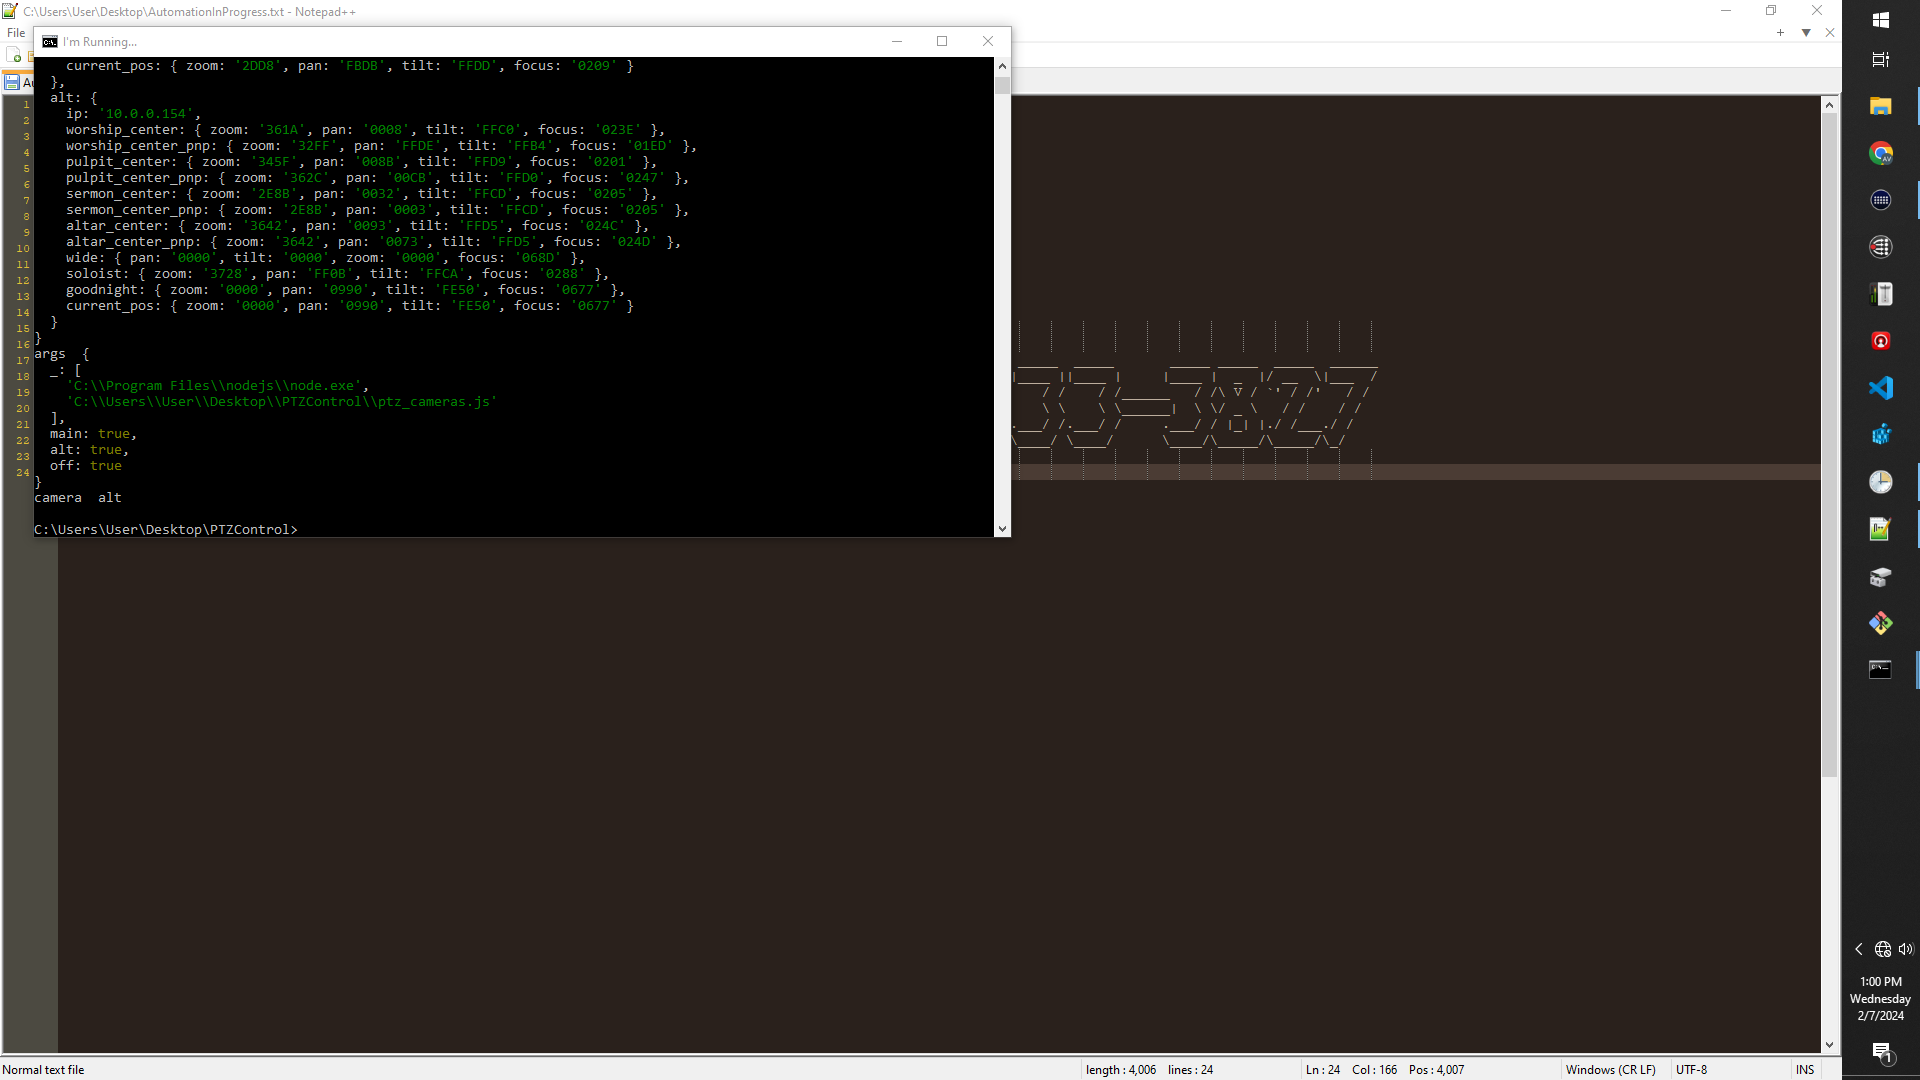 C:\Users\User\Desktop\AutomationInProgress.txt - Notepad++
File
I'm Running...
current_pos: { zoom: '2DD8', pan: 'FBDB', tilt: 'FFDD', focus: '0209' }
},
alt: {
ip: '10.0.0.154',
worship_center: { zoom: '361A', pan: '0008', tilt: 'FFC0', focus: '023E' },
worship_center_pnp: { zoom: '32FF', pan: 'FFDE', tilt: 'FFB4', focus: '01ED' },
pulpit_center: { zoom: '345F', pan: '008B', tilt: 'FFD9', focus: '0201' },
pulpit_center_pnp: { zoom: '362C', pan: '00CB', tilt: 'FFD0', focus: '0247' },
sermon_center: { zoom: '2E8B', pan: '0032', tilt: 'FFCD', focus: '0205' },
sermon_center_pnp: { zoom: '2E8B', pan: '0003', tilt: 'FFCD', focus: '0205' },
altar_center: { zoom: '3642', pan: '0093', tilt: 'FFD5', focus: '024C' },
altar_center_pnp: { zoom: '3642', pan: '0073', tilt: 'FFD5', focus: '024D' },
wide: { pan: '0000', tilt: '0000', zoom: '0000', focus: '068D' },
soloist: { zoom: '3728', pan: 'FF0B', tilt: 'FFCA', focus: '0288' },
goodnight: { zoom: '0000', pan: '0990', tilt: 'FE50', focus: '0677' },
current_pos: { zoom: '0000', pan: '0990', tilt: 'FE50', focus: '0677' }
}
}
args  {
_: [
'C:\\Program Files\\nodejs\\node.exe',
'C:\\Users\\User\\Desktop\\PTZControl\\ptz_cameras.js'
],
main: true,
alt: true,
off: true
}
camera  alt
C:\Users\User\Desktop\PTZControl>
1
2
3
4
5
6
7
8
9
10
11
12
13
14
15
16
17
18
19
20
21
22
23
24
1:00 PM
Wednesday
2/7/2024
1
Normal text file
length : 4,006
lines : 24
Ln : 24
Col : 166
Pos : 4,007
Windows (CR LF)
UTF-8
INS